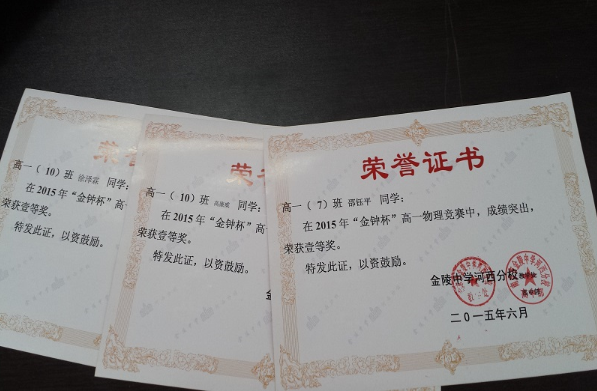 高一（10）班 徐泽霖 同学：
在2015年“金钟杯”高一
荣获壹等奖。
特发此证，以资鼓励。
高一（10）班
在2015年“金钟杯”高一
荣获壹等奖。
特发此证，以资鼓励。
荣誉证书
高一（7）班 邵钰平 同学：
在2015年“金钟杯”高一物理竞赛中，成绩突出，
荣获壹等奖。
特发此证，以资鼓励。
金陵中学河西分校
二〇一五年六月